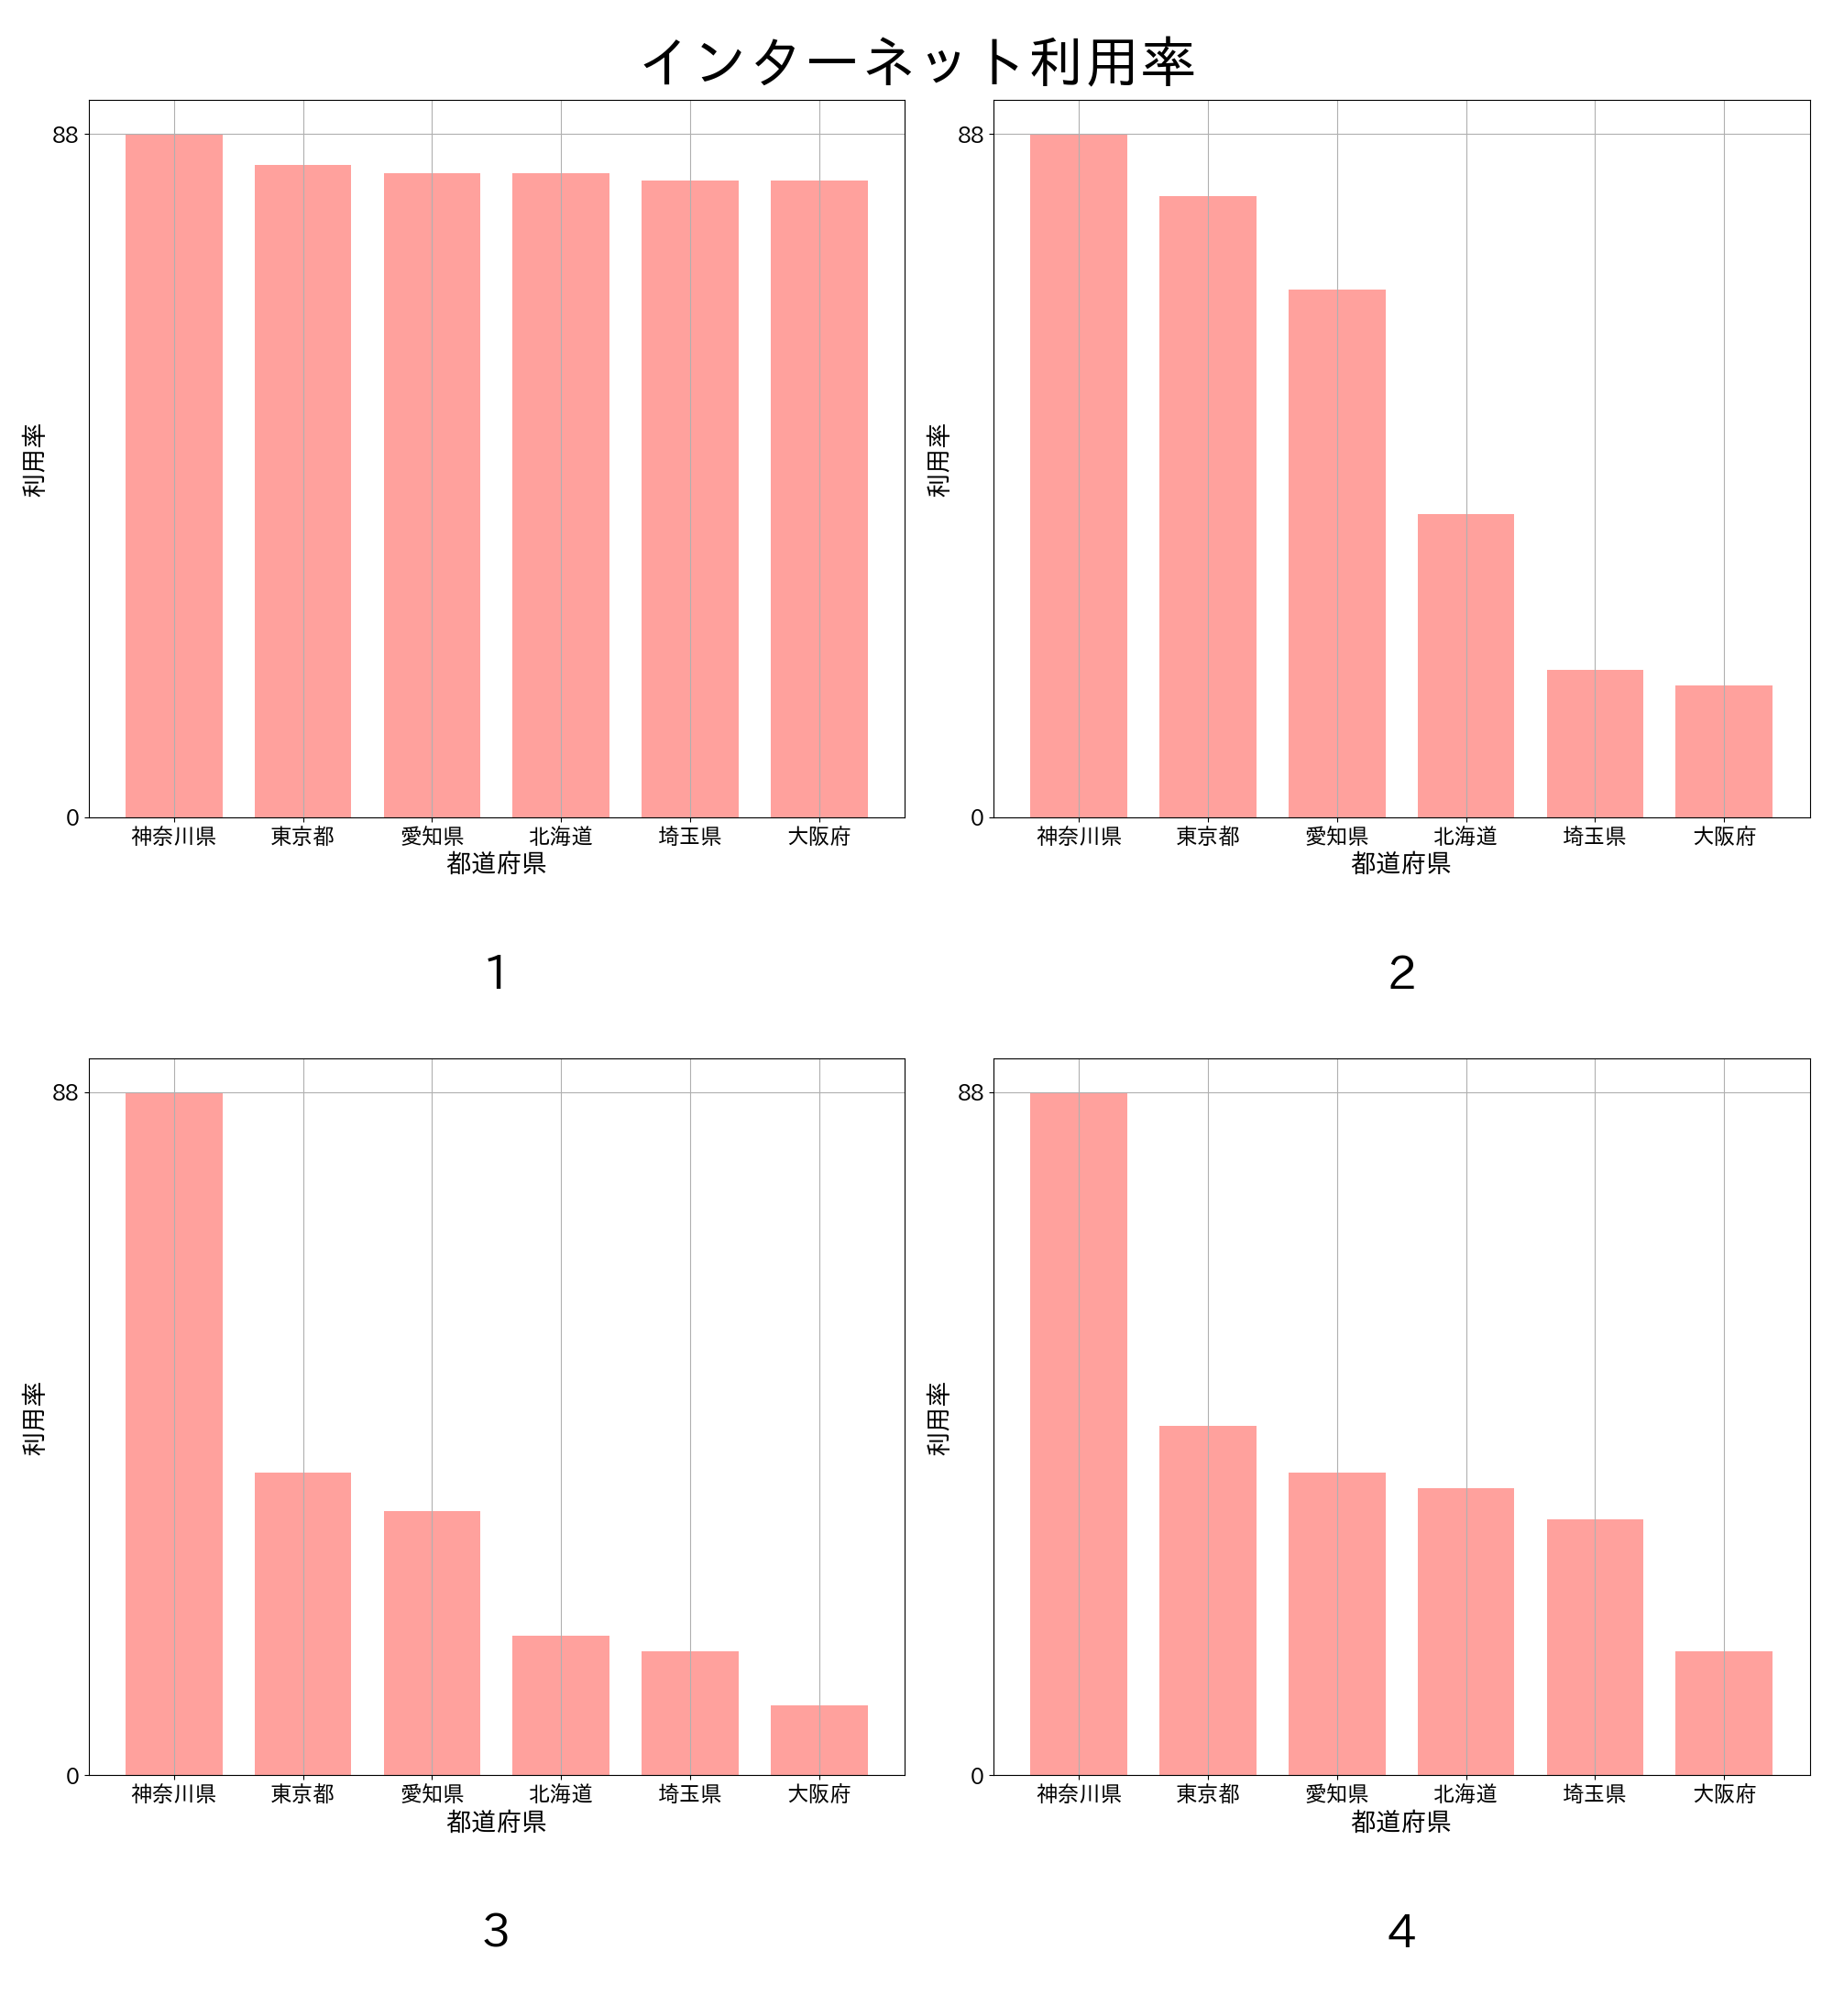 インターネット利用率
88
0
利用率
神奈川県 東京都 愛知県 北海道 埼玉県 大阪府
都道府県
1
88
0
利用率
神奈川県 東京都 愛知県 北海道 埼玉県 大阪府
都道府県
2
88
0
利用率
神奈川県 東京都 愛知県 北海道 埼玉県 大阪府
都道府県
3
88
0
利用率
神奈川県 東京都 愛知県 北海道 埼玉県 大阪府
都道府県
4